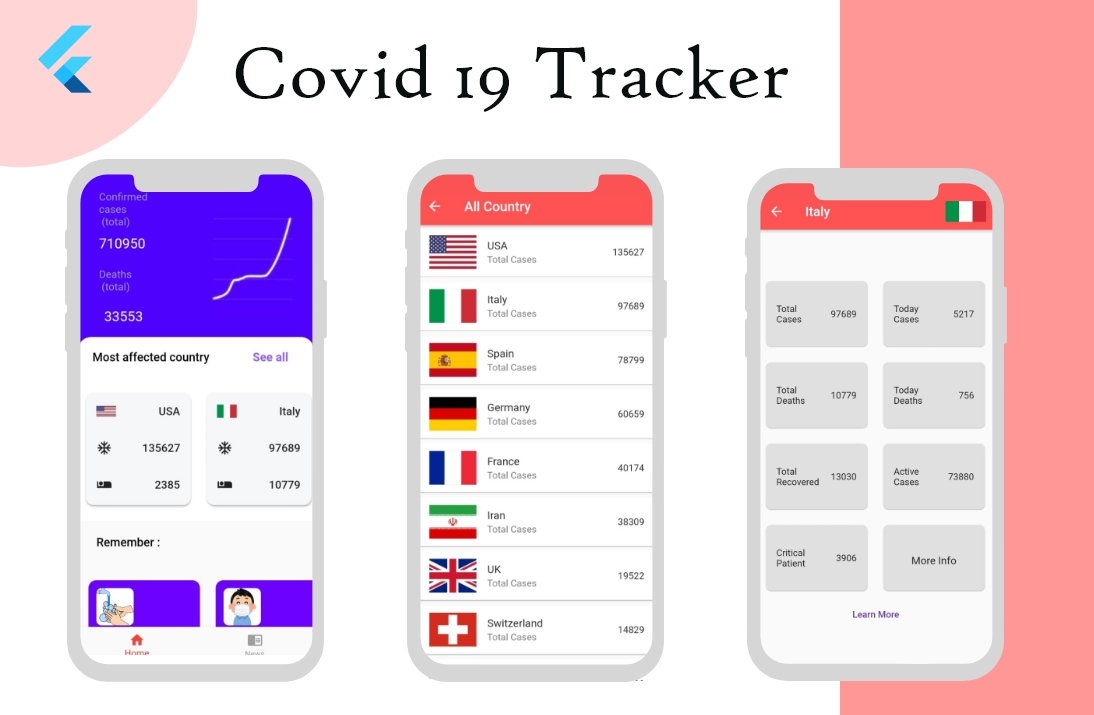 Covid 19 Tracker
Confirmed
cases
(total)
710950
Deaths
(total)
33553
Most affected country See all
USA
135627
2385
Italy
97689
10779
Remember :
Home
News
All Country
USA
Total Cases
135627
Italy
Total Cases
97689
Spain
Total Cases
78799
Germany
Total Cases
60659
France
Total Cases
40174
Iran
Total Cases
38309
UK
Total Cases
19522
Switzerland
Total Cases
14829
Italy
Total
Cases
97689
Today
Cases
5217
Total
Deaths
10779
Today
Deaths
756
Total
Recovered
13030
Active
Cases
73880
Critical
Patient
3906
More Info
Learn More